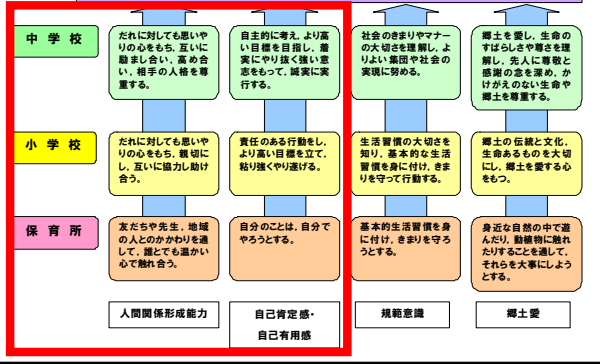 中学校
だれに対しても思いや
りの心をもち，互いに
励まし合い，高め合
い，相手の人格を尊
重する。
自主的に考え，より高
い目標を目指し，着
実にやり抜く強い意
志をもって，誠実に実
行する。
社会のきまりやマナー
の大切さを理解し，よ
りよい集団や社会の
実現に努める。
郷土を愛し，生命の
すばらしさや尊さを理
解し，先人に尊敬と
感謝の念を深め，か
けがえのない生命や
郷土を尊重する。
小学校
だれに対しても思いや
りの心をもち，親切に
し，互いに協力し助け
合う。
責任のある行動をし，
より高い目標を立て，
粘り強くやり遂げる。
生活習慣の大切さを
知り，基本的な生活
習慣を身に付け，きま
りを守って行動する。
郷土の伝統と文化，
生命あるものを大切
にし，郷土を愛する心
をもつ。
保育所
友だちや先生，地域
の人とのかかわりを通
して，誰とでも温かい
心で触れ合う。
自分のことは，自分で
やろうとする。
基本的生活習慣を身
に付け，きまりを守ろ
うとする。
身近な自然の中で遊
んだり，動植物に触れ
たりすることを通して，
それらを大事にしよう
とする。
人間関係形成能力
自己肯定感・
自己有用感
規範意識
郷土愛